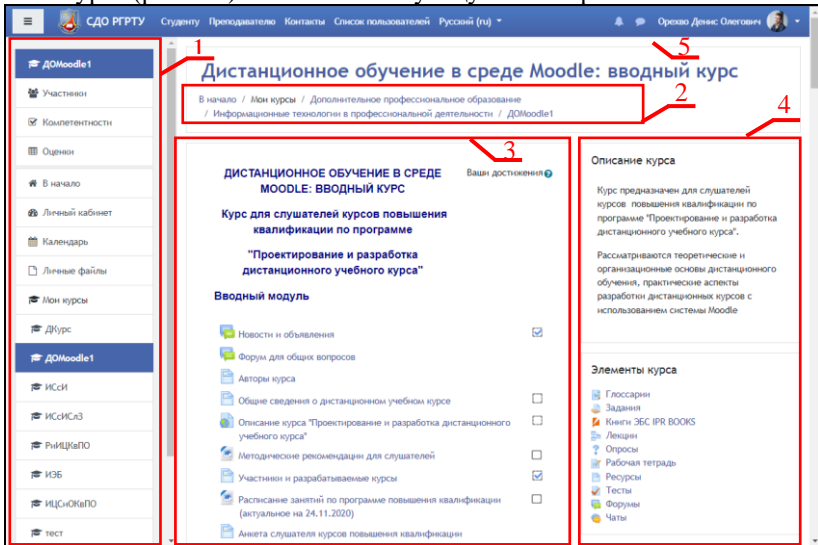 СДО РГРТУ Студенту Преподавателю Контакты Список пользователей Русский (ru) Орехво Денис Олегович
1
ДОMoodle1
Участники
Компетентности
Оценки
В начало
Личный кабинет
Календарь
Личные файлы
Мои курсы
ДКурс
ДОMoodle1
ИСсИ
ИСсИСлЗ
РиИЦКвПО
ИЭБ
ИЦСиОКвПО
тест
5
Дистанционное обучение в среде Moodle: вводный курс
2
В начало / Мои курсы / Дополнительное профессиональное образование
/ Информационные технологии в профессиональной деятельности / ДОMoodle1
3
ДИСТАНЦИОННОЕ ОБУЧЕНИЕ В СРЕДЕ
MOODLE: ВВОДНЫЙ КУРС
Ваши достижения
Курс для слушателей курсов повышения
квалификации по программе
"Проектирование и разработка
дистанционного учебного курса"
Вводный модуль
Новости и объявления
Форум для общих вопросов
Авторы курса
Общие сведения о дистанционном учебном курсе
Описание курса "Проектирование и разработка дистанционного
учебного курса"
Методические рекомендации для слушателей
Участники и разрабатываемые курсы
Расписание занятий по программе повышения квалификации
(актуальное на 24.11.2020)
Анкета слушателя курсов повышения квалификации
4
Описание курса
Курс предназначен для слушателей
курсов повышения квалификации по
программе "Проектирование и разработка
дистанционного учебного курса".
Рассматриваются теоретические и
организационные основы дистанционного
обучения, практические аспекты
разработки дистанционных курсов с
использованием системы Moodle
Элементы курса
Глоссарии
Задания
Книги ЭБС IPR BOOKS
Лекции
Опросы
Рабочая тетрадь
Ресурсы
Тесты
Форумы
Чаты